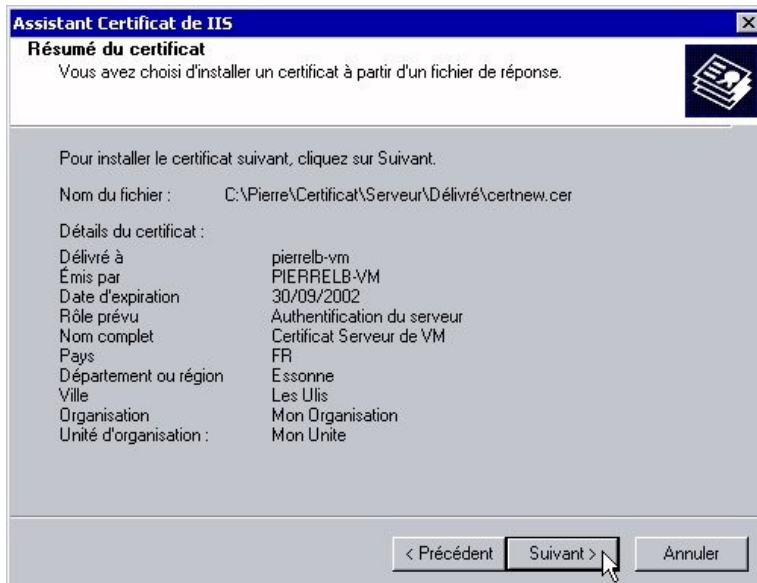 Assistant Certificat de IIS
Résumé du certificat
Vous avez choisi d'installer un certificat à partir d'un fichier de réponse.
Pour installer le certificat suivant, cliquez sur Suivant.
Nom du fichier : C:\Pierre\Certificat\Serveur\Délivré\certnew.cer
Détails du certificat :
Délivré à pierrelb-vm
Émis par PIERRELB-VM
Date d'expiration 30/09/2002
Rôle prévu Authentification du serveur
Nom complet Certificat Serveur de VM
Pays FR
Département ou région Essonne
Ville Les Ulis
Organisation Mon Organisation
Unité d'organisation : Mon Unite
< Précédent Suivant > Annuler